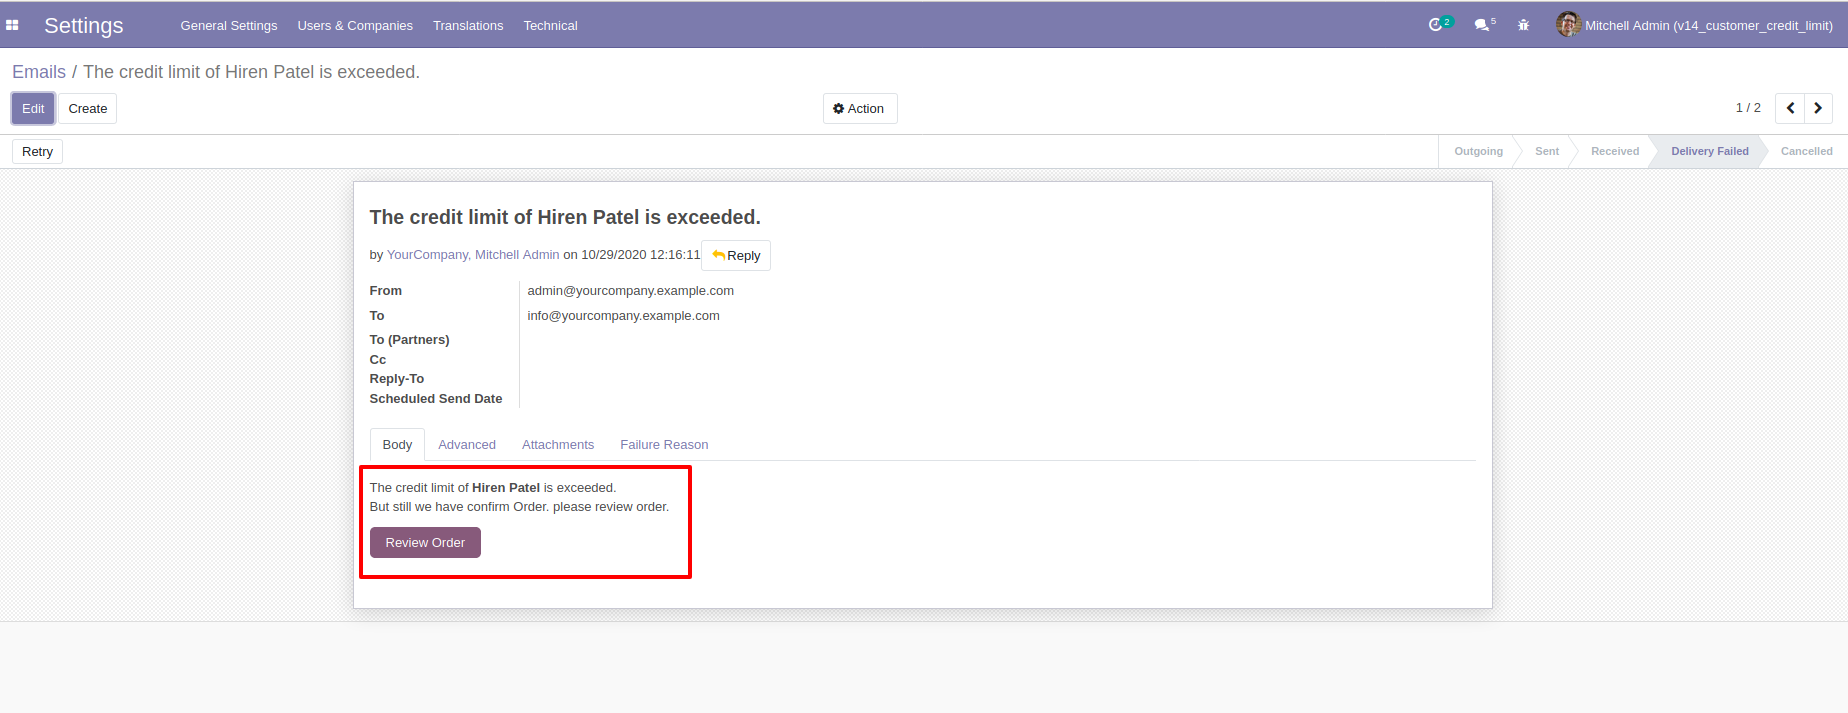 Settings
General Settings
Users & Companies
Translations
Technical
2
5
Mitchell Admin (v14_customer_credit_limit)
Emails / The credit limit of Hiren Patel is exceeded.
Edit
Create
Action
1 / 2
Retry
Outgoing
Sent
Received
Delivery Failed
Cancelled
The credit limit of Hiren Patel is exceeded.
by YourCompany, Mitchell Admin on 10/29/2020 12:16:11
Reply
From admin@yourcompany.example.com
To info@yourcompany.example.com
To (Partners)
Cc
Reply-To
Scheduled Send Date
Body
Advanced
Attachments
Failure Reason
The credit limit of Hiren Patel is exceeded.
But still we have confirm Order. please review order.
Review Order